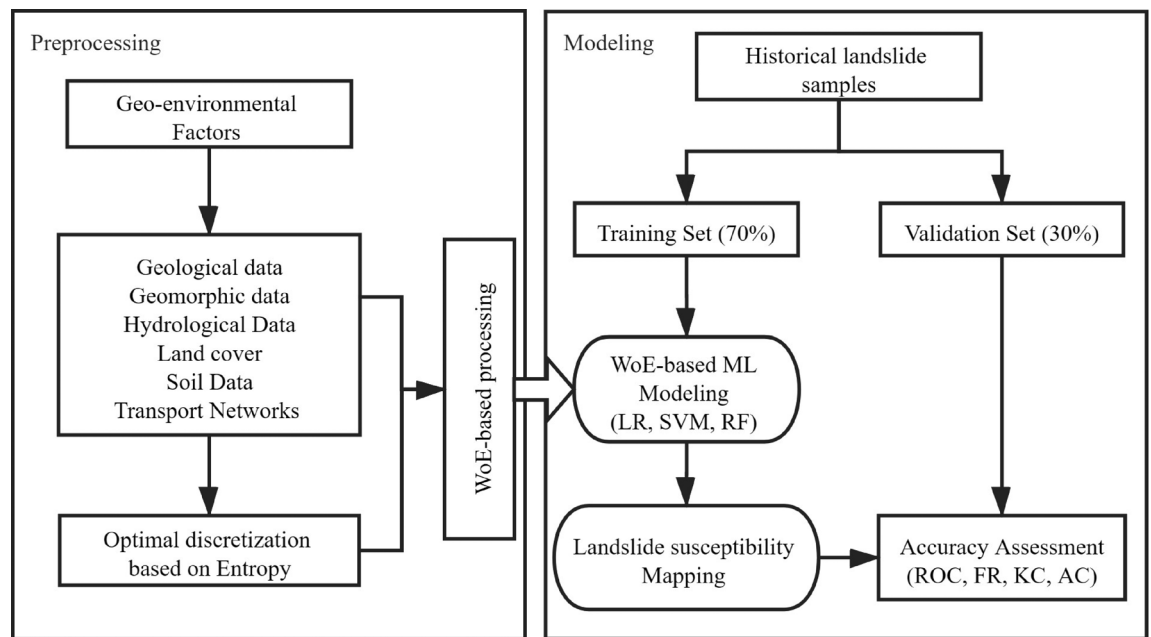 Preprocessing
Geo-environmental
Factors
Geological data
Geomorphic data
Hydrological Data
Land cover
Soil Data
Transport Networks
Optimal discretization
based on Entropy
WoE-based processing
Modeling
Historical landslide
samples
Training Set (70%)
Validation Set (30%)
WoE-based ML
Modeling
(LR, SVM, RF)
Landslide susceptibility
Mapping
Accuracy Assessment
(ROC, FR, KC, AC)